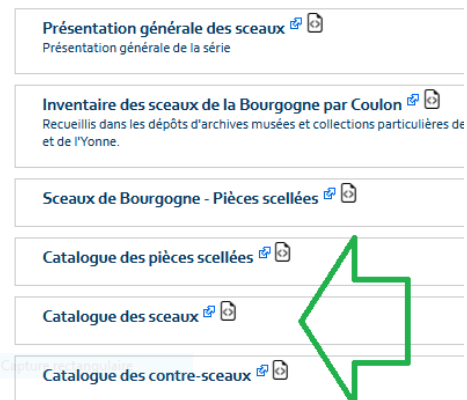 Présentation générale des sceaux
Présentation générale de la série
Inventaire des sceaux de la Bourgogne par Coulon
Recueillis dans les dépôts d'archives musées et collections particulières de
et de l'Yonne.
Sceaux de Bourgogne - Pièces scellées
Catalogue des pièces scellées
Catalogue des sceaux
Capture rectangulaire
Catalogue des contre-sceaux